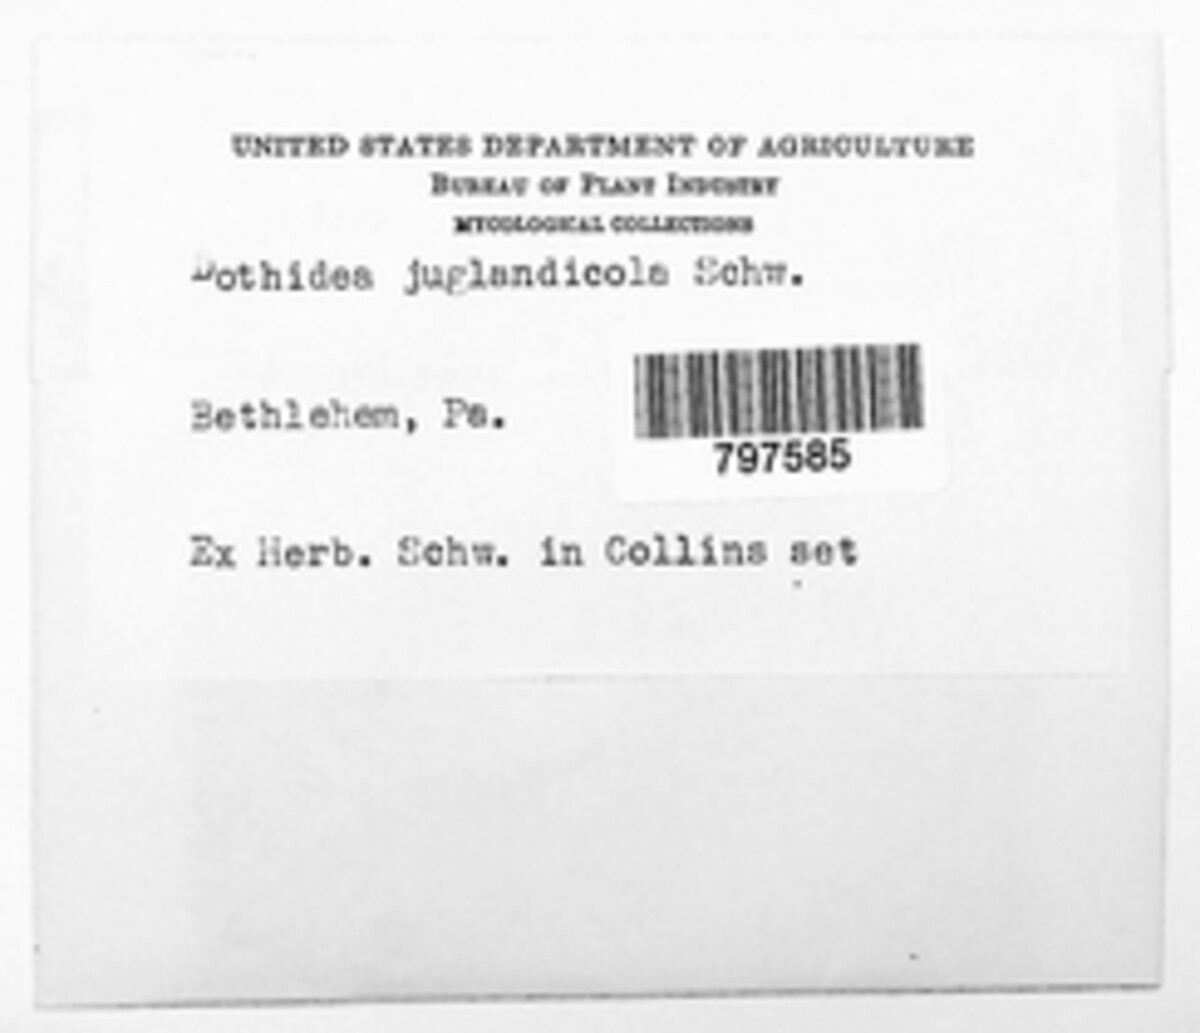 UNITED STATES DEPARTMENT OF AGRICULTURE
BUREAU OF PLANT INDUSTRY
MYCOLOGICAL COLLECTIONS
Dothidea juglandicola Schw.
Bethlehem, Pa.
797585
Ex Herb. Schw. in Collins set